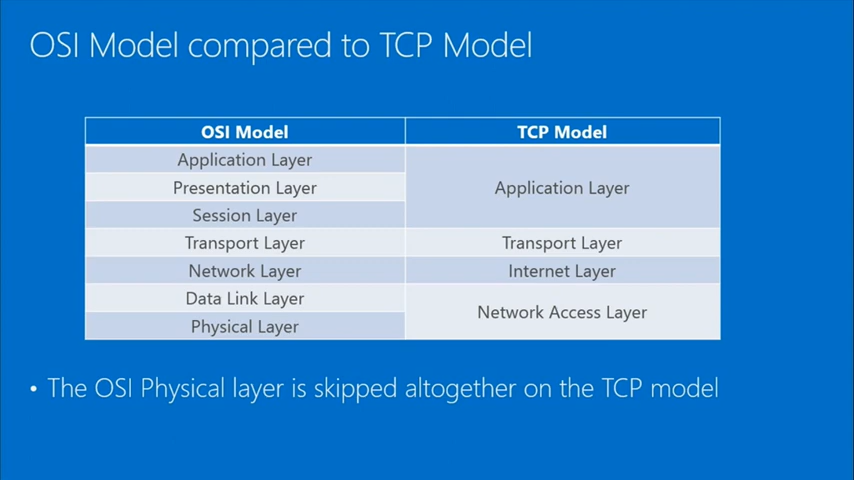 OSI Model compared to TCP Model
OSI Model TCP Model
Application Layer
Presentation Layer Application Layer
Session Layer
Transport Layer Transport Layer
Network Layer Internet Layer
Data Link Layer
Network Access Layer
Physical Layer
• The OSI Physical layer is skipped altogether on the TCP model